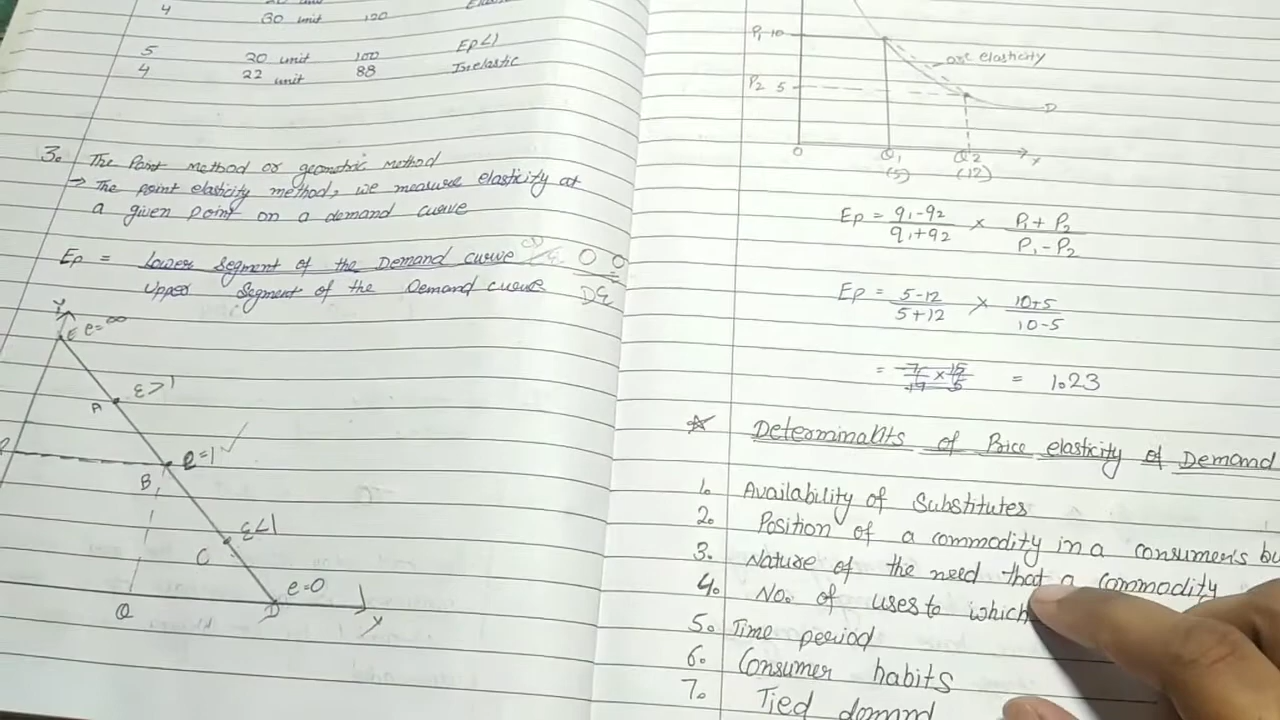 4
30 unit 120
5 20 unit 100 Ep<1
4 22 unit 88 Inelastic
3. The Point method or geometric method
→ The point elasticity method, we measure elasticity at
a given point on a demand curve
Ep = Lower Segment of the Demand curve
Upper Segment of the Demand curve
Y
E e=∞
A ε>1
e=1
B
ε<1
C
e=0
Q D X
P1 10
arc elasticity
P2 5
D
0 Q1 Q2 x
(5) (12)
Ep = q1-q2 / q1+q2 × P1+P2 / P1-P2
Ep = 5-12 / 5+12 × 10+5 / 10-5
= 1.23
Determinants of Price elasticity of Demand
1. Availability of Substitutes
2. Position of a commodity in a consumer's bu
3. Nature of the need that a commodity
4. No. of uses to which
5. Time period
6. Consumer habits
7. Tied demand